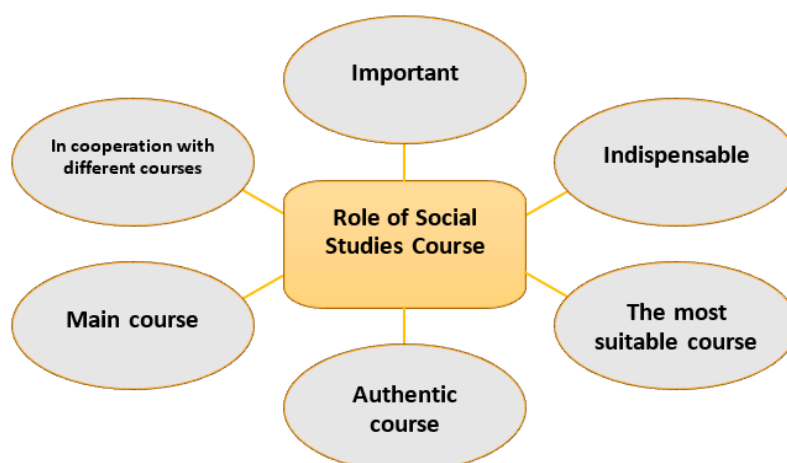 Important
In cooperation with
different courses
Indispensable
Role of Social
Studies Course
Main course
The most
suitable course
Authentic
course